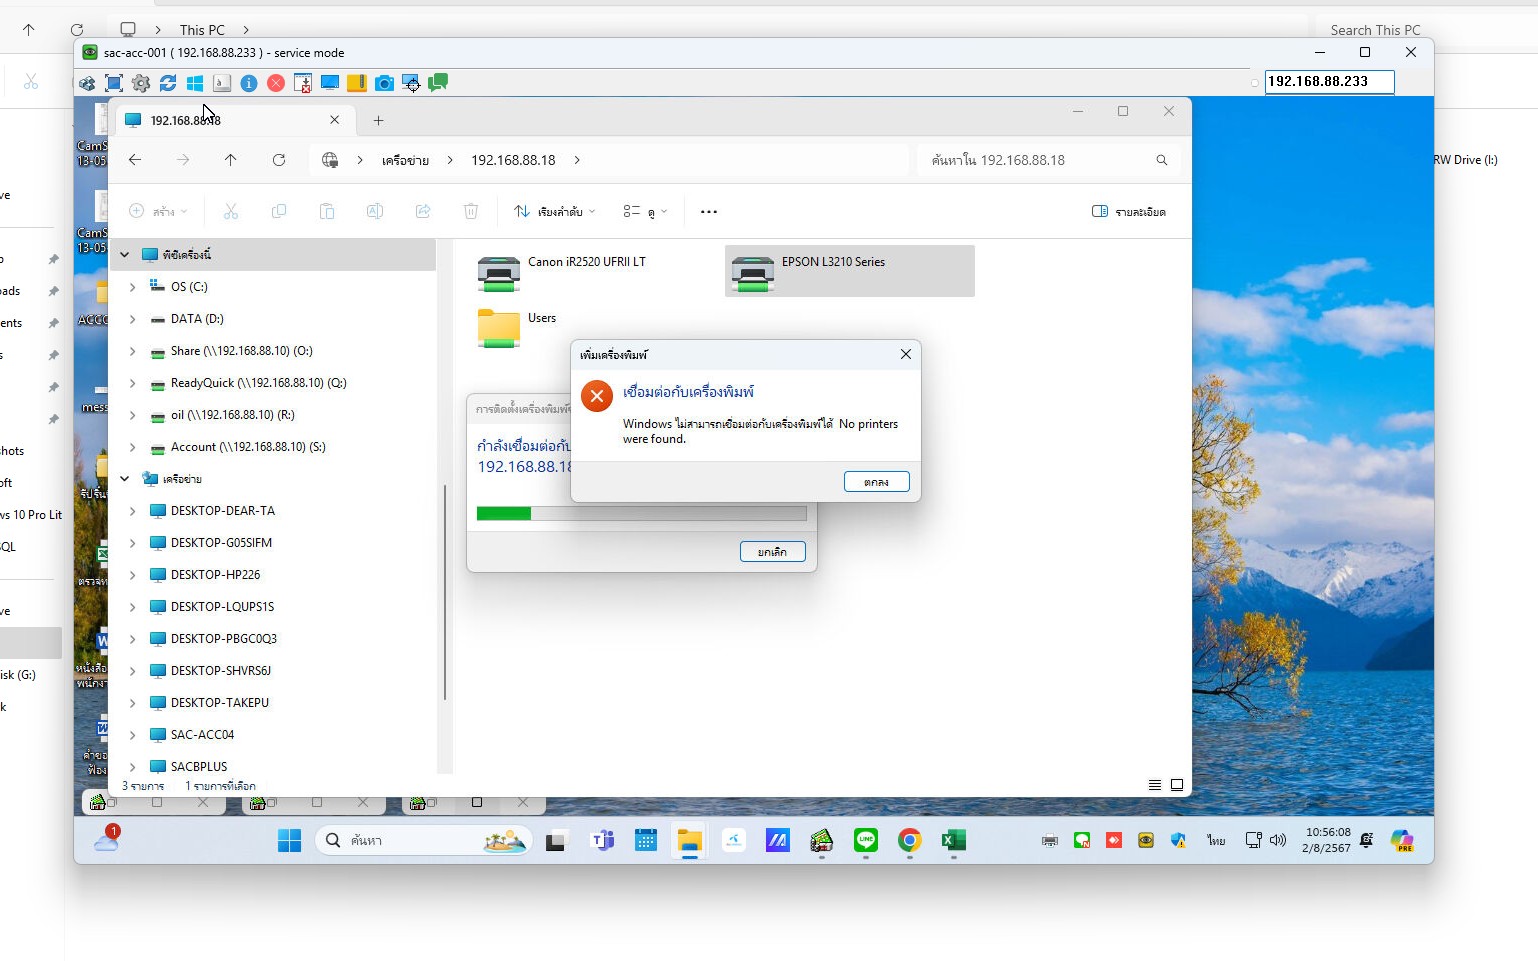 This PC
Search This PC
sac-acc-001 ( 192.168.88.233 ) - service mode
192.168.88.233
192.168.88.18
เครือข่าย
192.168.88.18
ค้นหาใน 192.168.88.18
สร้าง
เรียงลำดับ
ดู
รายละเอียด
พีซีเครื่องนี้
OS (C:)
DATA (D:)
Share (\\192.168.88.10) (O:)
ReadyQuick (\\192.168.88.10) (Q:)
oil (\\192.168.88.10) (R:)
Account (\\192.168.88.10) (S:)
เครือข่าย
DESKTOP-DEAR-TA
DESKTOP-G05SIFM
DESKTOP-HP226
DESKTOP-LQUPS1S
DESKTOP-PBGC0Q3
DESKTOP-SHVRS6J
DESKTOP-TAKEPU
SAC-ACC04
SACBPLUS
3 รายการ
1 รายการที่เลือก
Canon iR2520 UFRII LT
EPSON L3210 Series
Users
การติดตั้งเครื่องพิมพ์
กำลังเชื่อมต่อกับ
192.168.88.18
ยกเลิก
เพิ่มเครื่องพิมพ์
เชื่อมต่อกับเครื่องพิมพ์
Windows ไม่สามารถเชื่อมต่อกับเครื่องพิมพ์ได้ No printers
were found.
ตกลง
CamS
13-05
CamS
13-05
ACCC
mess
RW Drive (I:)
ve
ads
ents
s
hots
oft
ws 10 Pro Lit
QL
ve
isk (G:)
k
1
ค้นหา
LINE
ไทย
10:56:08
2/8/2567
PRE